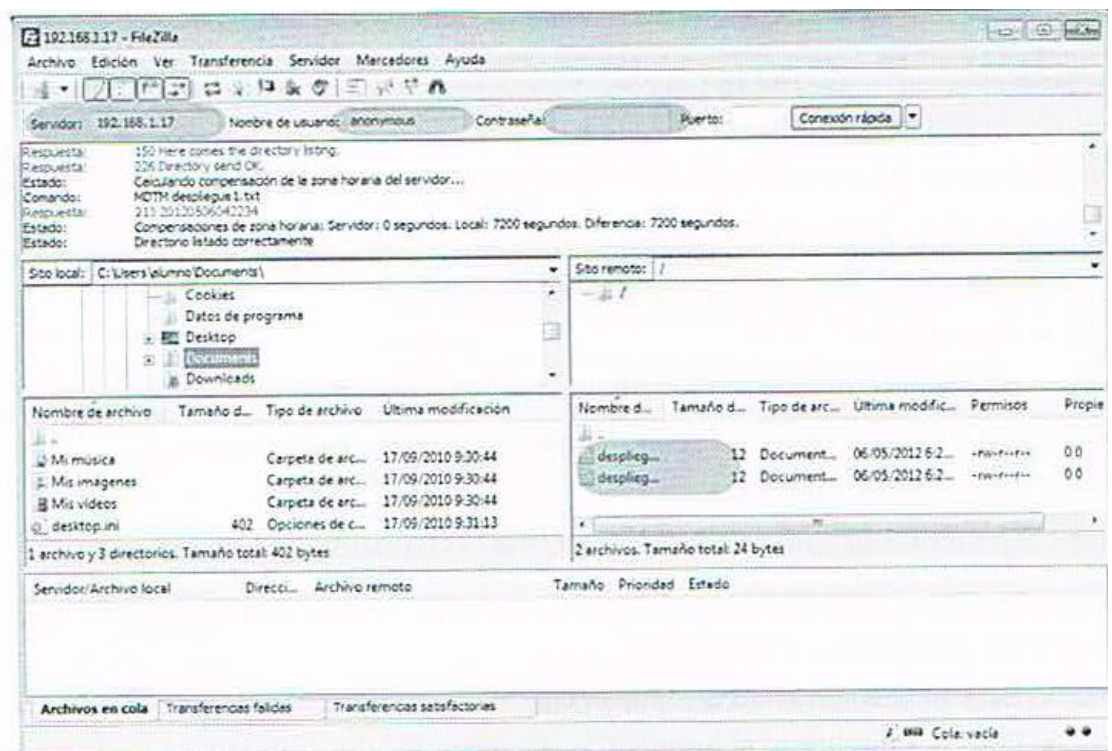 192.168.1.17 - FileZilla
Archivo Edición Ver Transferencia Servidor Marcadores Ayuda
Servidor: 192.168.1.17 Nombre de usuario: anonymous Contraseña: Puerto: Conexión rápida
Respuesta: 150 Here comes the directory listing.
Respuesta: 226 Directory send OK.
Estado: Calculando compensación de la zona horaria del servidor...
Comando: MDTM despliegue1.txt
Respuesta: 213 20120506042234
Estado: Compensaciones de zona horaria: Servidor: 0 segundos. Local: 7200 segundos. Diferencia: 7200 segundos.
Estado: Directorio listado correctamente
Sitio local: C:\Users\alumno\Documents\
Cookies
Datos de programa
Desktop
Documents
Downloads
Sitio remoto: /
/
Nombre de archivo Tamaño d... Tipo de archivo Última modificación
..
Mi música Carpeta de arc... 17/09/2010 9:30:44
Mis imágenes Carpeta de arc... 17/09/2010 9:30:44
Mis vídeos Carpeta de arc... 17/09/2010 9:30:44
desktop.ini 402 Opciones de c... 17/09/2010 9:31:13
1 archivo y 3 directorios. Tamaño total: 402 bytes
Nombre d... Tamaño d... Tipo de arc... Última modific... Permisos Propie
..
desplieg... 12 Document... 06/05/2012 6:2... -rw-r--r-- 0 0
desplieg... 12 Document... 06/05/2012 6:2... -rw-r--r-- 0 0
2 archivos. Tamaño total: 24 bytes
Servidor/Archivo local Direcci... Archivo remoto Tamaño Prioridad Estado
Archivos en cola Transferencias fallidas Transferencias satisfactorias
Cola: vacía